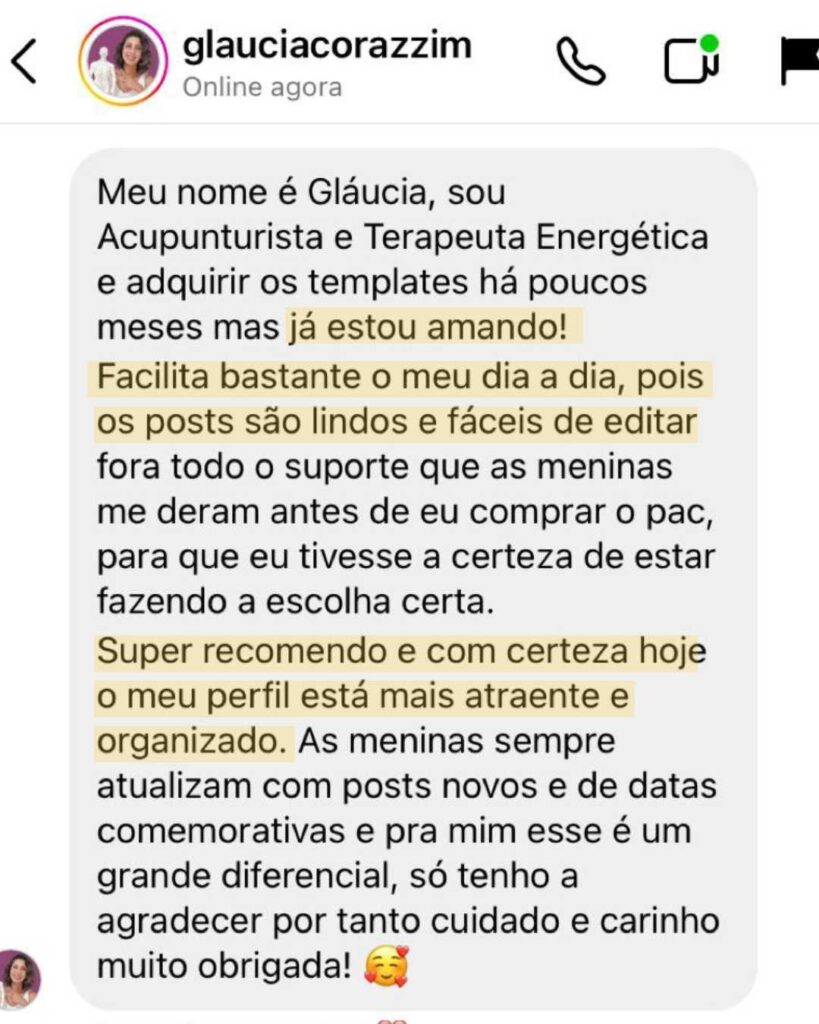 glauciacorazzim
Online agora
Meu nome é Gláucia, sou
Acupunturista e Terapeuta Energética
e adquirir os templates há poucos
meses mas já estou amando!
Facilita bastante o meu dia a dia, pois
os posts são lindos e fáceis de editar
fora todo o suporte que as meninas
me deram antes de eu comprar o pac,
para que eu tivesse a certeza de estar
fazendo a escolha certa.
Super recomendo e com certeza hoje
o meu perfil está mais atraente e
organizado. As meninas sempre
atualizam com posts novos e de datas
comemorativas e pra mim esse é um
grande diferencial, só tenho a
agradecer por tanto cuidado e carinho
muito obrigada! 🥰